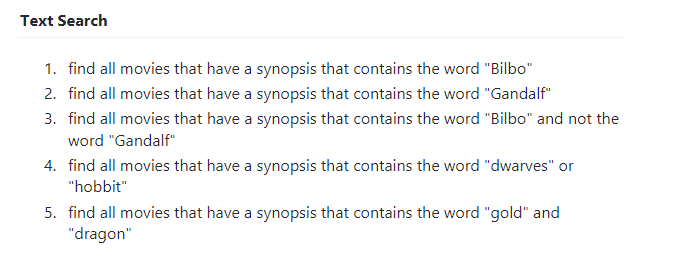 Text Search
1. find all movies that have a synopsis that contains the word "Bilbo"
2. find all movies that have a synopsis that contains the word "Gandalf"
3. find all movies that have a synopsis that contains the word "Bilbo" and not the
word "Gandalf"
4. find all movies that have a synopsis that contains the word "dwarves" or
"hobbit"
5. find all movies that have a synopsis that contains the word "gold" and
"dragon"